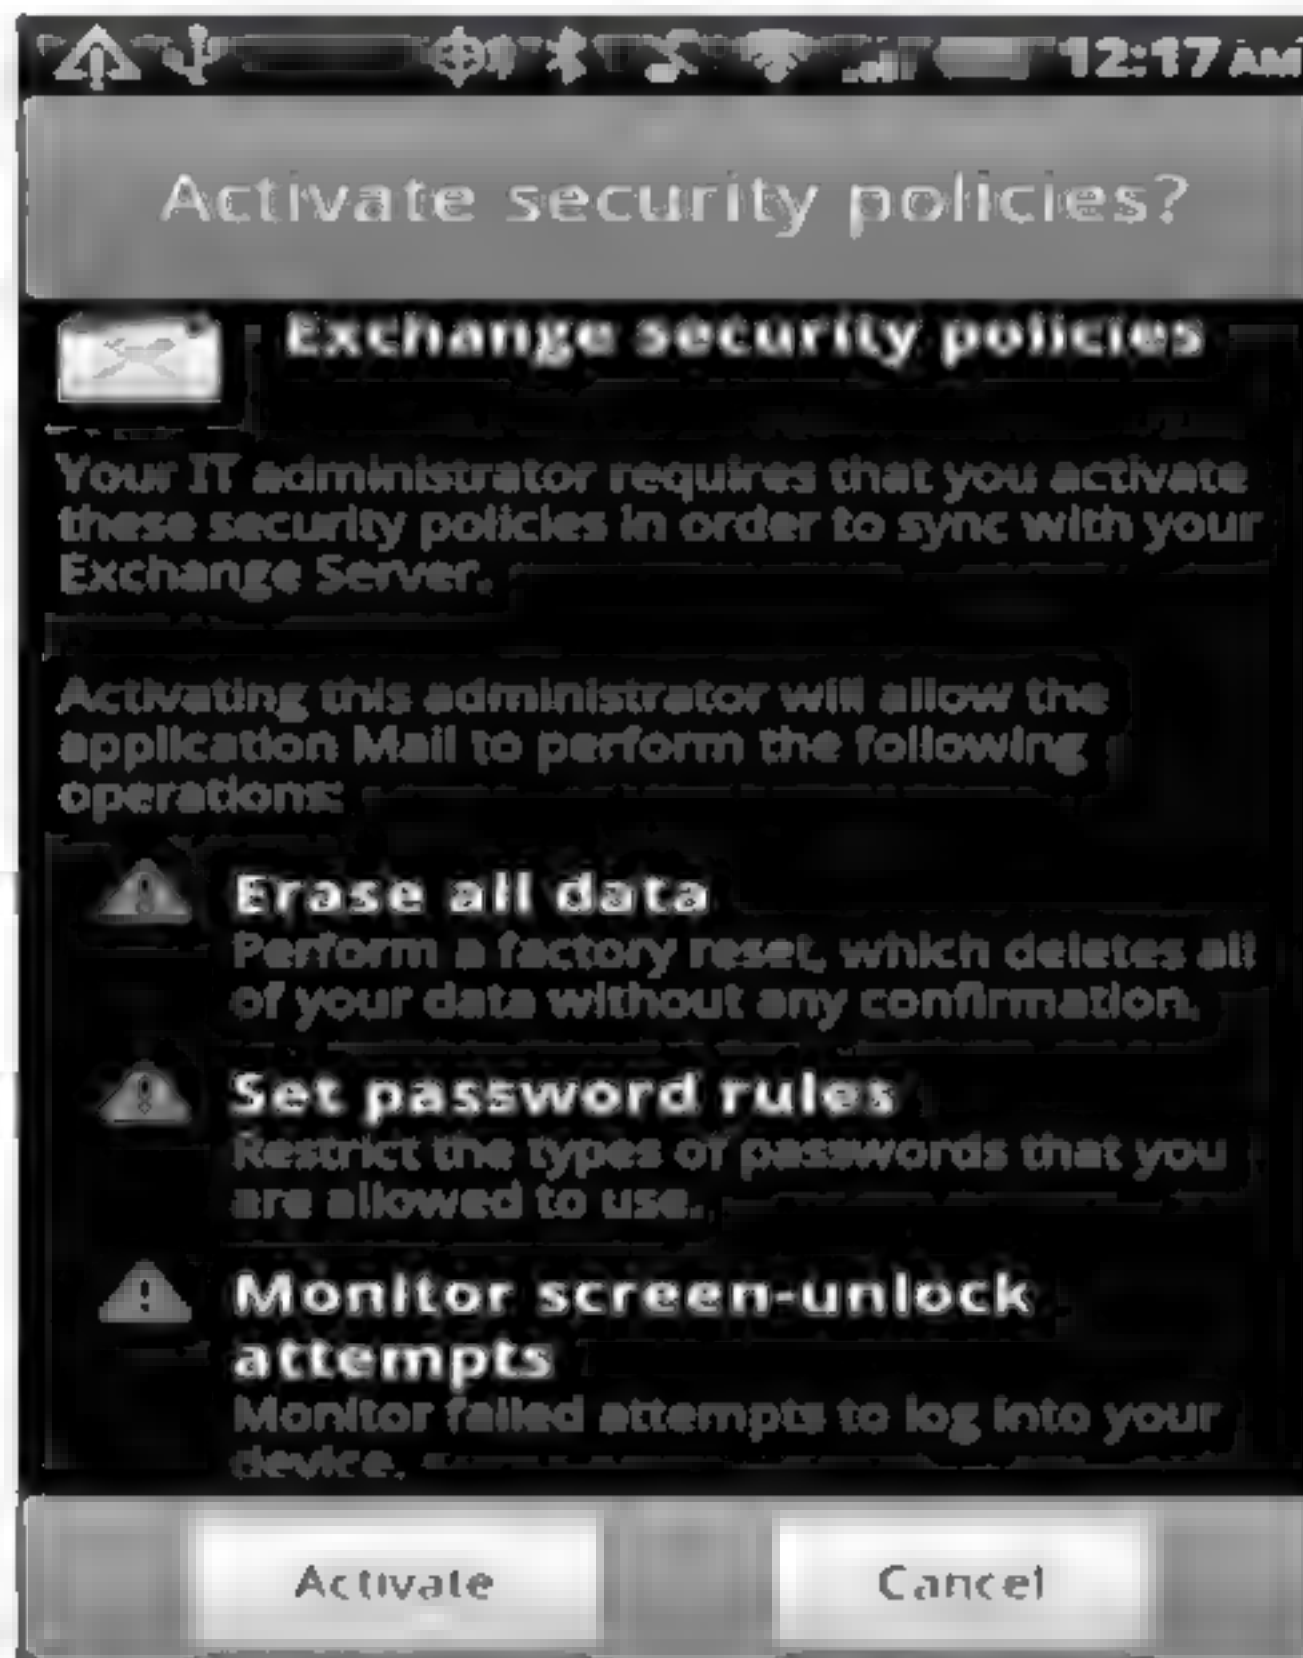 12:17 AM
Activate security policies?
Exchange security policies
Your IT administrator requires that you activate
these security policies in order to sync with your
Exchange Server.
Activating this administrator will allow the
application Mail to perform the following
operations:
Erase all data
Perform a factory reset, which deletes all
of your data without any confirmation.
Set password rules
Restrict the types of passwords that you
are allowed to use.
Monitor screen-unlock
attempts
Monitor failed attempts to log into your
device.
Activate
Cancel